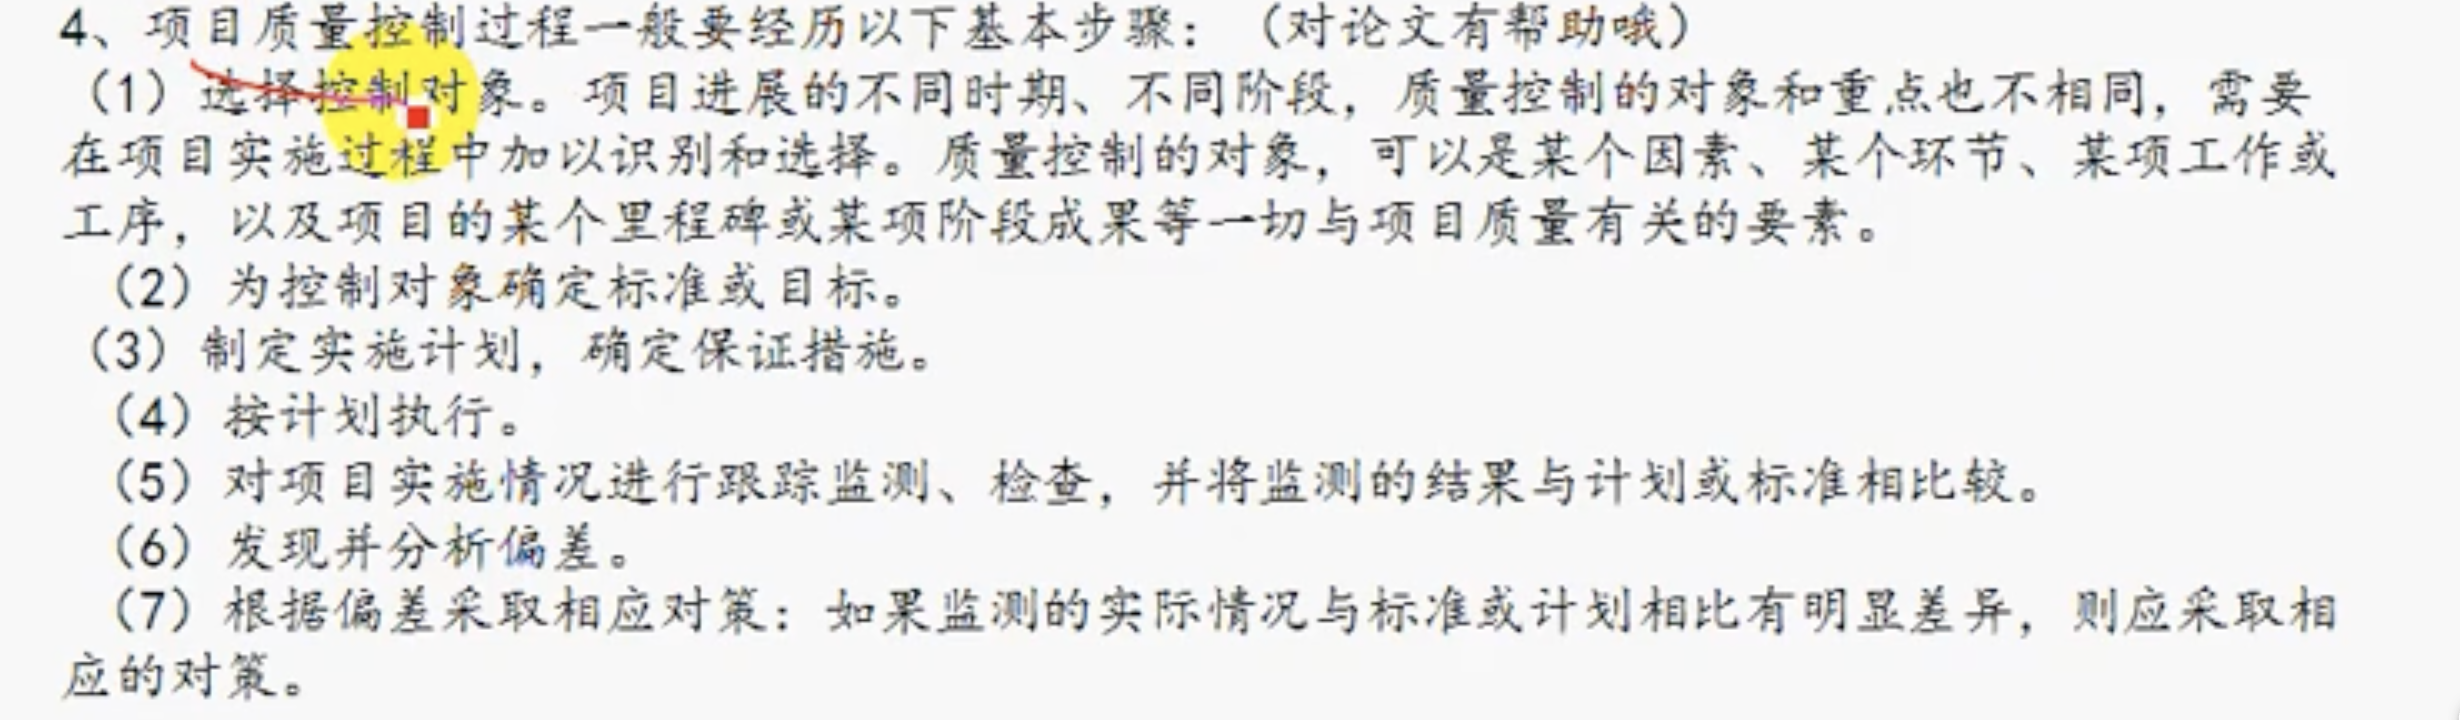 4、项目质量控制过程一般要经历以下基本步骤：（对论文有帮助哦）
（1）选择控制对象。项目进展的不同时期、不同阶段，质量控制的对象和重点也不相同，需要
在项目实施过程中加以识别和选择。质量控制的对象，可以是某个因素、某个环节、某项工作或
工序，以及项目的某个里程碑或某项阶段成果等一切与项目质量有关的要素。
（2）为控制对象确定标准或目标。
（3）制定实施计划，确定保证措施。
（4）按计划执行。
（5）对项目实施情况进行跟踪监测、检查，并将监测的结果与计划或标准相比较。
（6）发现并分析偏差。
（7）根据偏差采取相应对策：如果监测的实际情况与标准或计划相比有明显差异，则应采取相
应的对策。